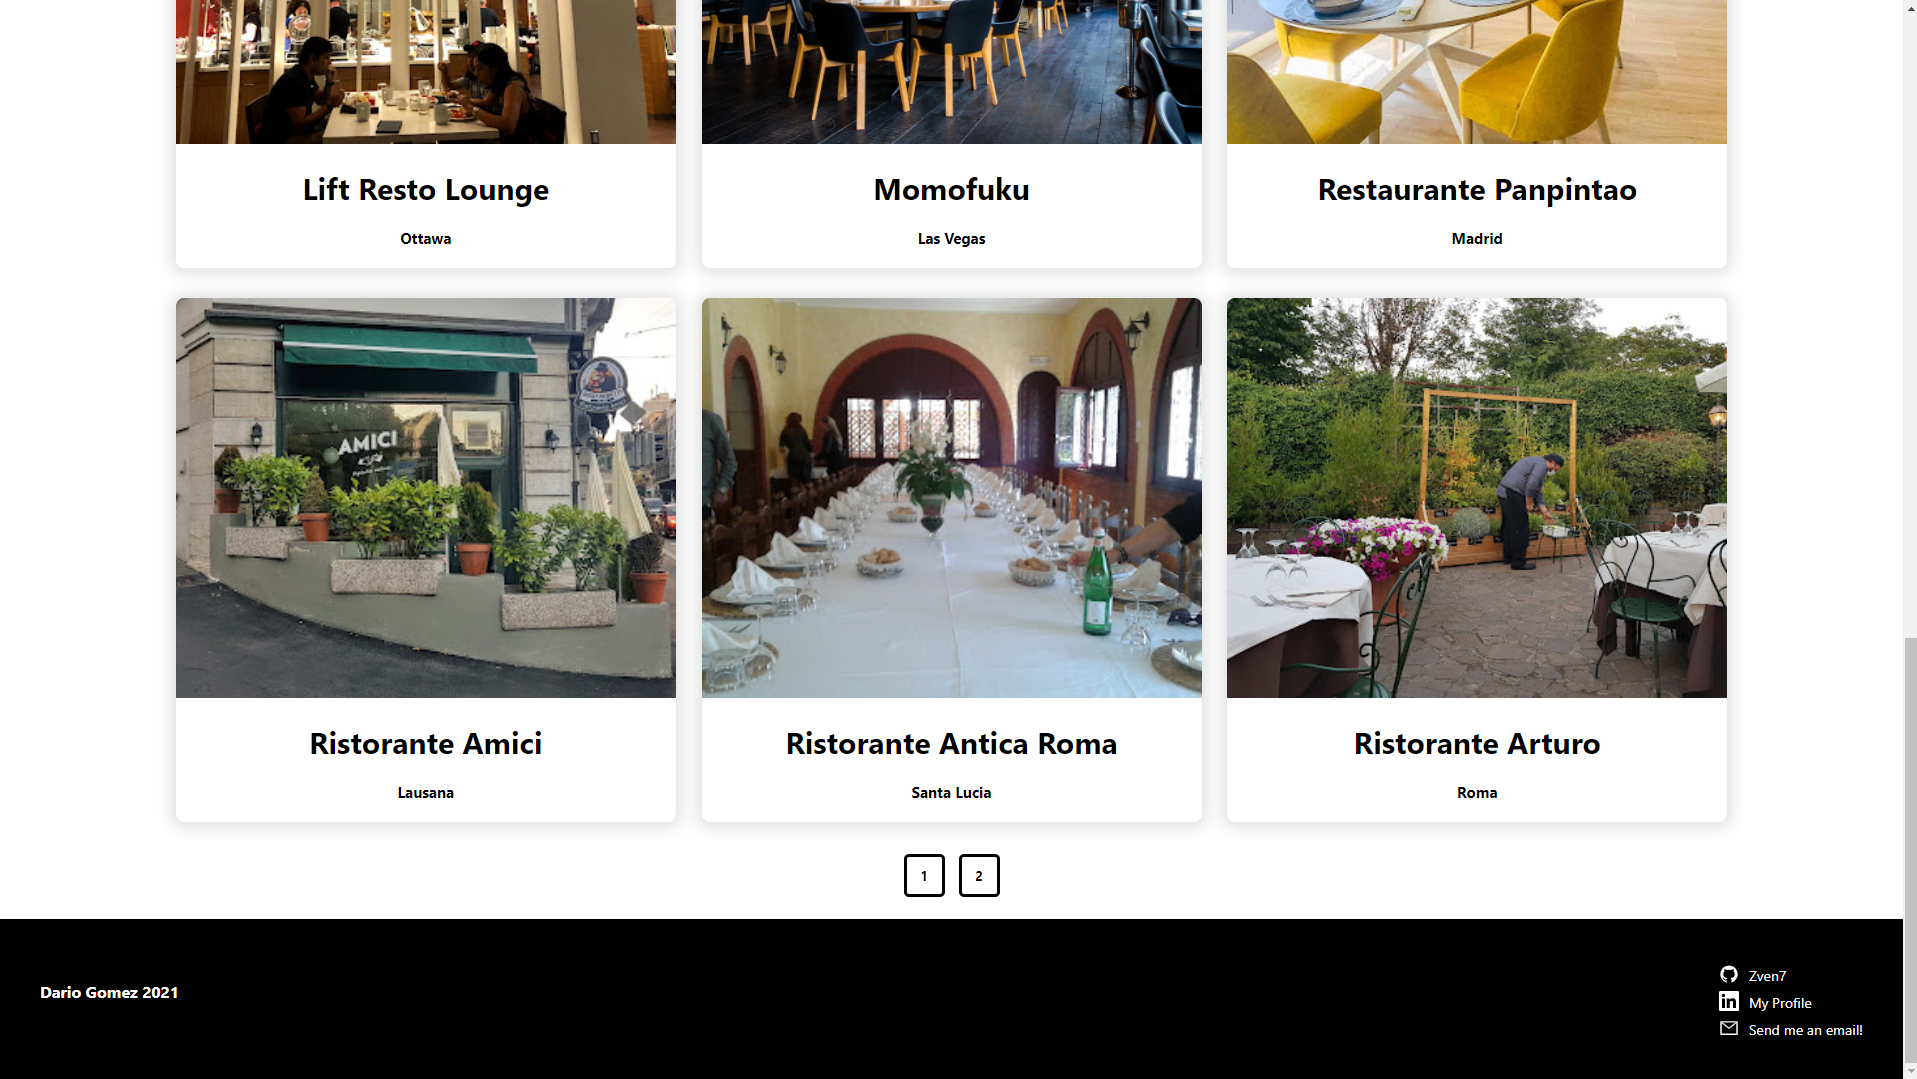 Lift Resto Lounge
Ottawa
Momofuku
Las Vegas
Restaurante Panpintao
Madrid
AMICI
Ristorante Amici
Lausana
Ristorante Antica Roma
Santa Lucia
Ristorante Arturo
Roma
1 2
Dario Gomez 2021
Zven7
in My Profile
Send me an email!